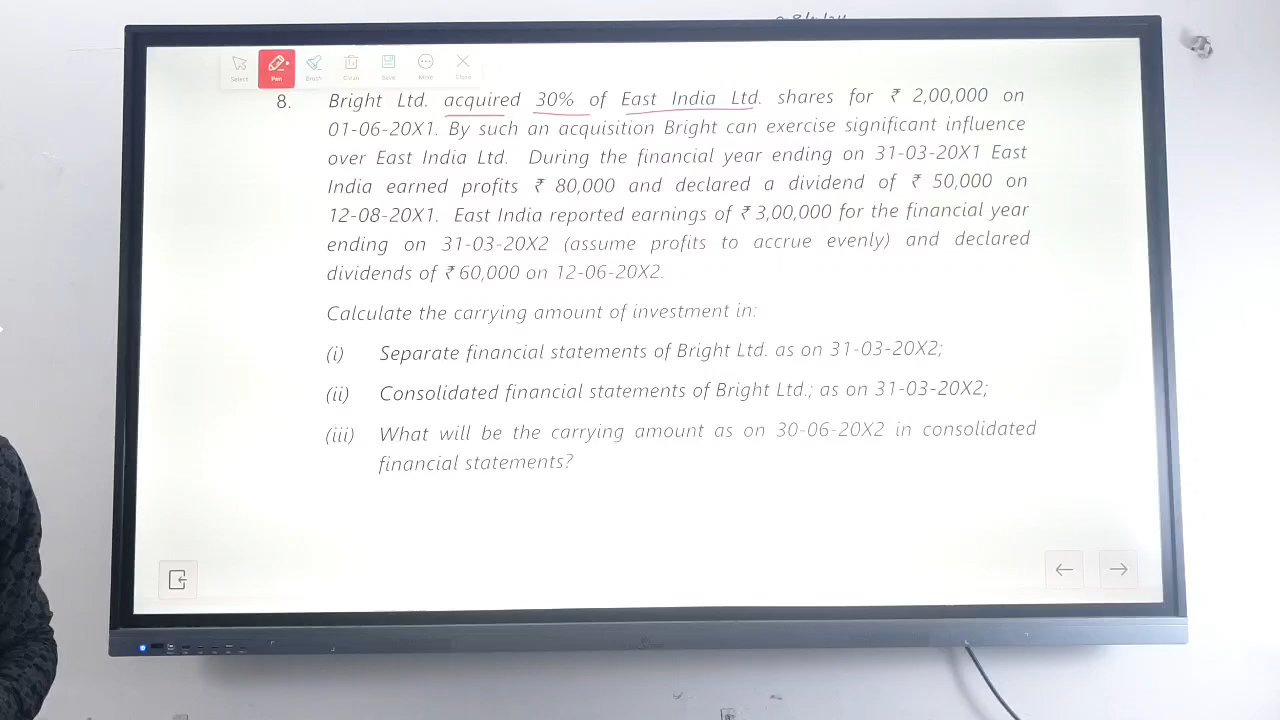 Select Pen Brush Clean Save More Close
8. Bright Ltd. acquired 30% of East India Ltd. shares for ₹ 2,00,000 on
01-06-20X1. By such an acquisition Bright can exercise significant influence
over East India Ltd. During the financial year ending on 31-03-20X1 East
India earned profits ₹ 80,000 and declared a dividend of ₹ 50,000 on
12-08-20X1. East India reported earnings of ₹ 3,00,000 for the financial year
ending on 31-03-20X2 (assume profits to accrue evenly) and declared
dividends of ₹ 60,000 on 12-06-20X2.
Calculate the carrying amount of investment in:
(i) Separate financial statements of Bright Ltd. as on 31-03-20X2;
(ii) Consolidated financial statements of Bright Ltd.; as on 31-03-20X2;
(iii) What will be the carrying amount as on 30-06-20X2 in consolidated
financial statements?